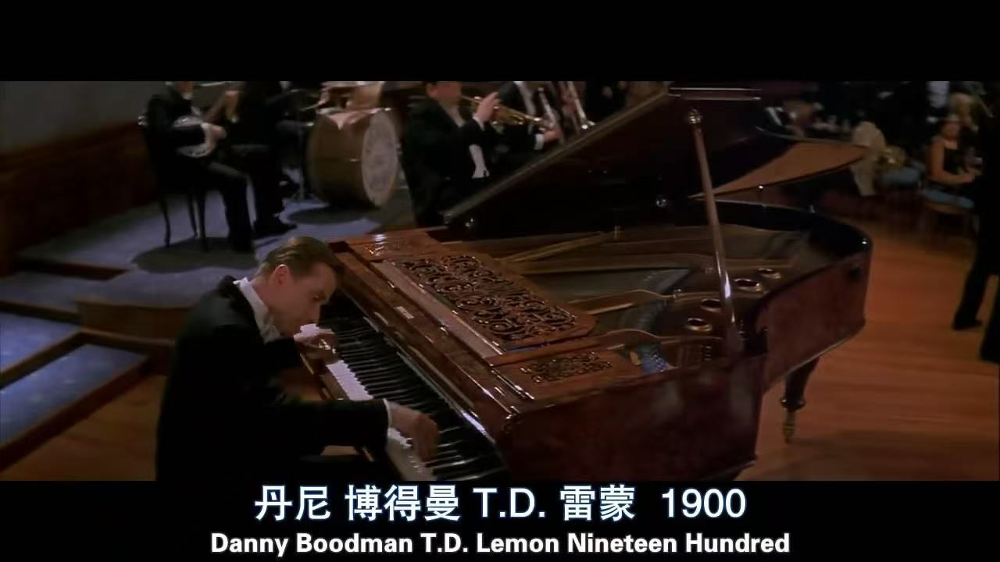 丹尼 博得曼 T.D. 雷蒙 1900
Danny Boodman T.D. Lemon Nineteen Hundred